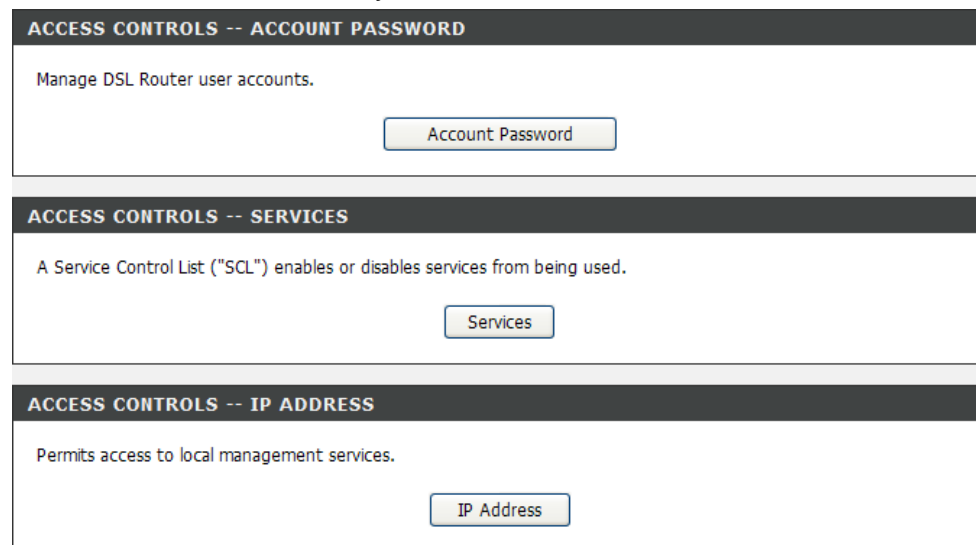 ACCESS CONTROLS -- ACCOUNT PASSWORD
Manage DSL Router user accounts.
Account Password
ACCESS CONTROLS -- SERVICES
A Service Control List ("SCL") enables or disables services from being used.
Services
ACCESS CONTROLS -- IP ADDRESS
Permits access to local management services.
IP Address